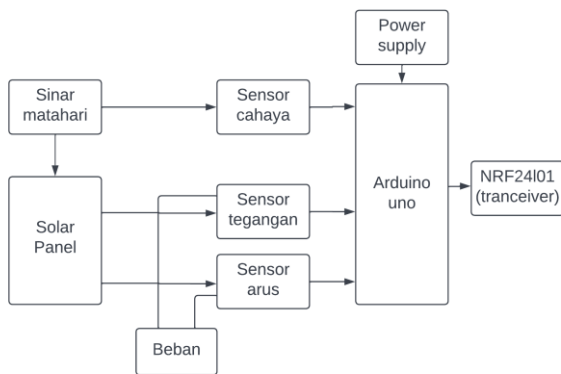 Power
supply
Sinar
matahari
Sensor
cahaya
Arduino
uno
NRF24l01
(tranceiver)
Solar
Panel
Sensor
tegangan
Sensor
arus
Beban